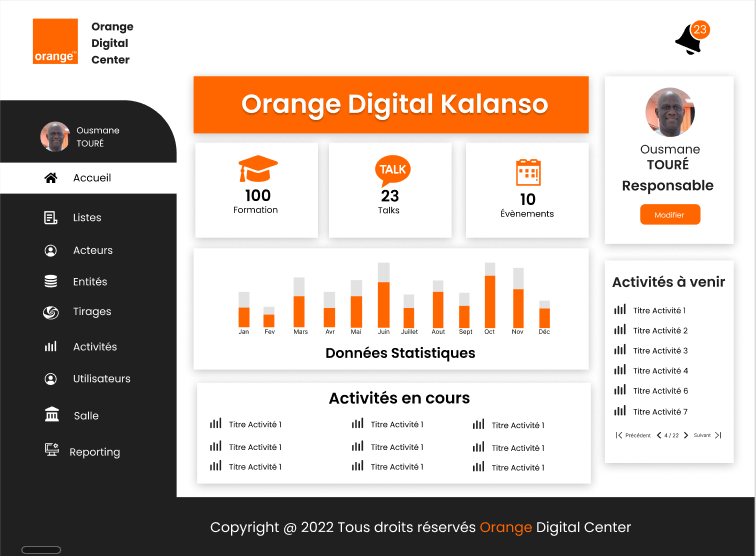 orange™
Orange
Digital
Center
23
Ousmane
TOURÉ
Accueil
Listes
Acteurs
Entités
Tirages
Activités
Utilisateurs
Salle
Reporting
Orange Digital Kalanso
100
Formation
TALK
23
Talks
10
Évènements
Jan Fev Mars Avr Mai Juin Juillet Aout Sept Oct Nov Déc
Données Statistiques
Activités en cours
Titre Activité 1 Titre Activité 1 Titre Activité 1
Titre Activité 1 Titre Activité 1 Titre Activité 1
Titre Activité 1 Titre Activité 1 Titre Activité 1
Ousmane
TOURÉ
Responsable
Modifier
Activités à venir
Titre Activité 1
Titre Activité 2
Titre Activité 3
Titre Activité 4
Titre Activité 6
Titre Activité 7
Précédent 4 / 22 Suivant
Copyright @ 2022 Tous droits réservés Orange Digital Center